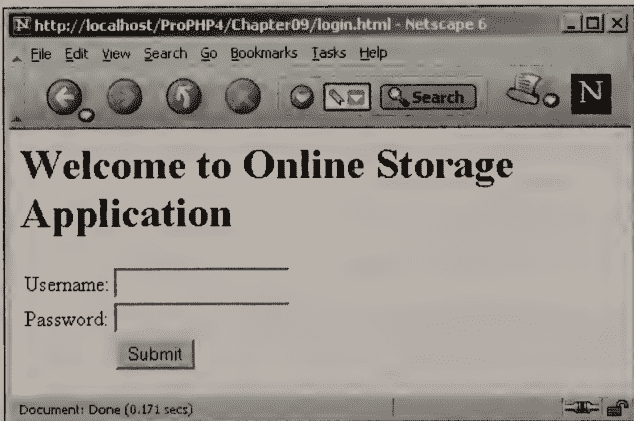 N http://localhost/ProPHP4/Chapter09/login.html - Netscape 6
File Edit View Search Go Bookmarks Tasks Help
Search N
Welcome to Online Storage
Application
Username:
Password:
Submit
Document: Done (0.171 secs)